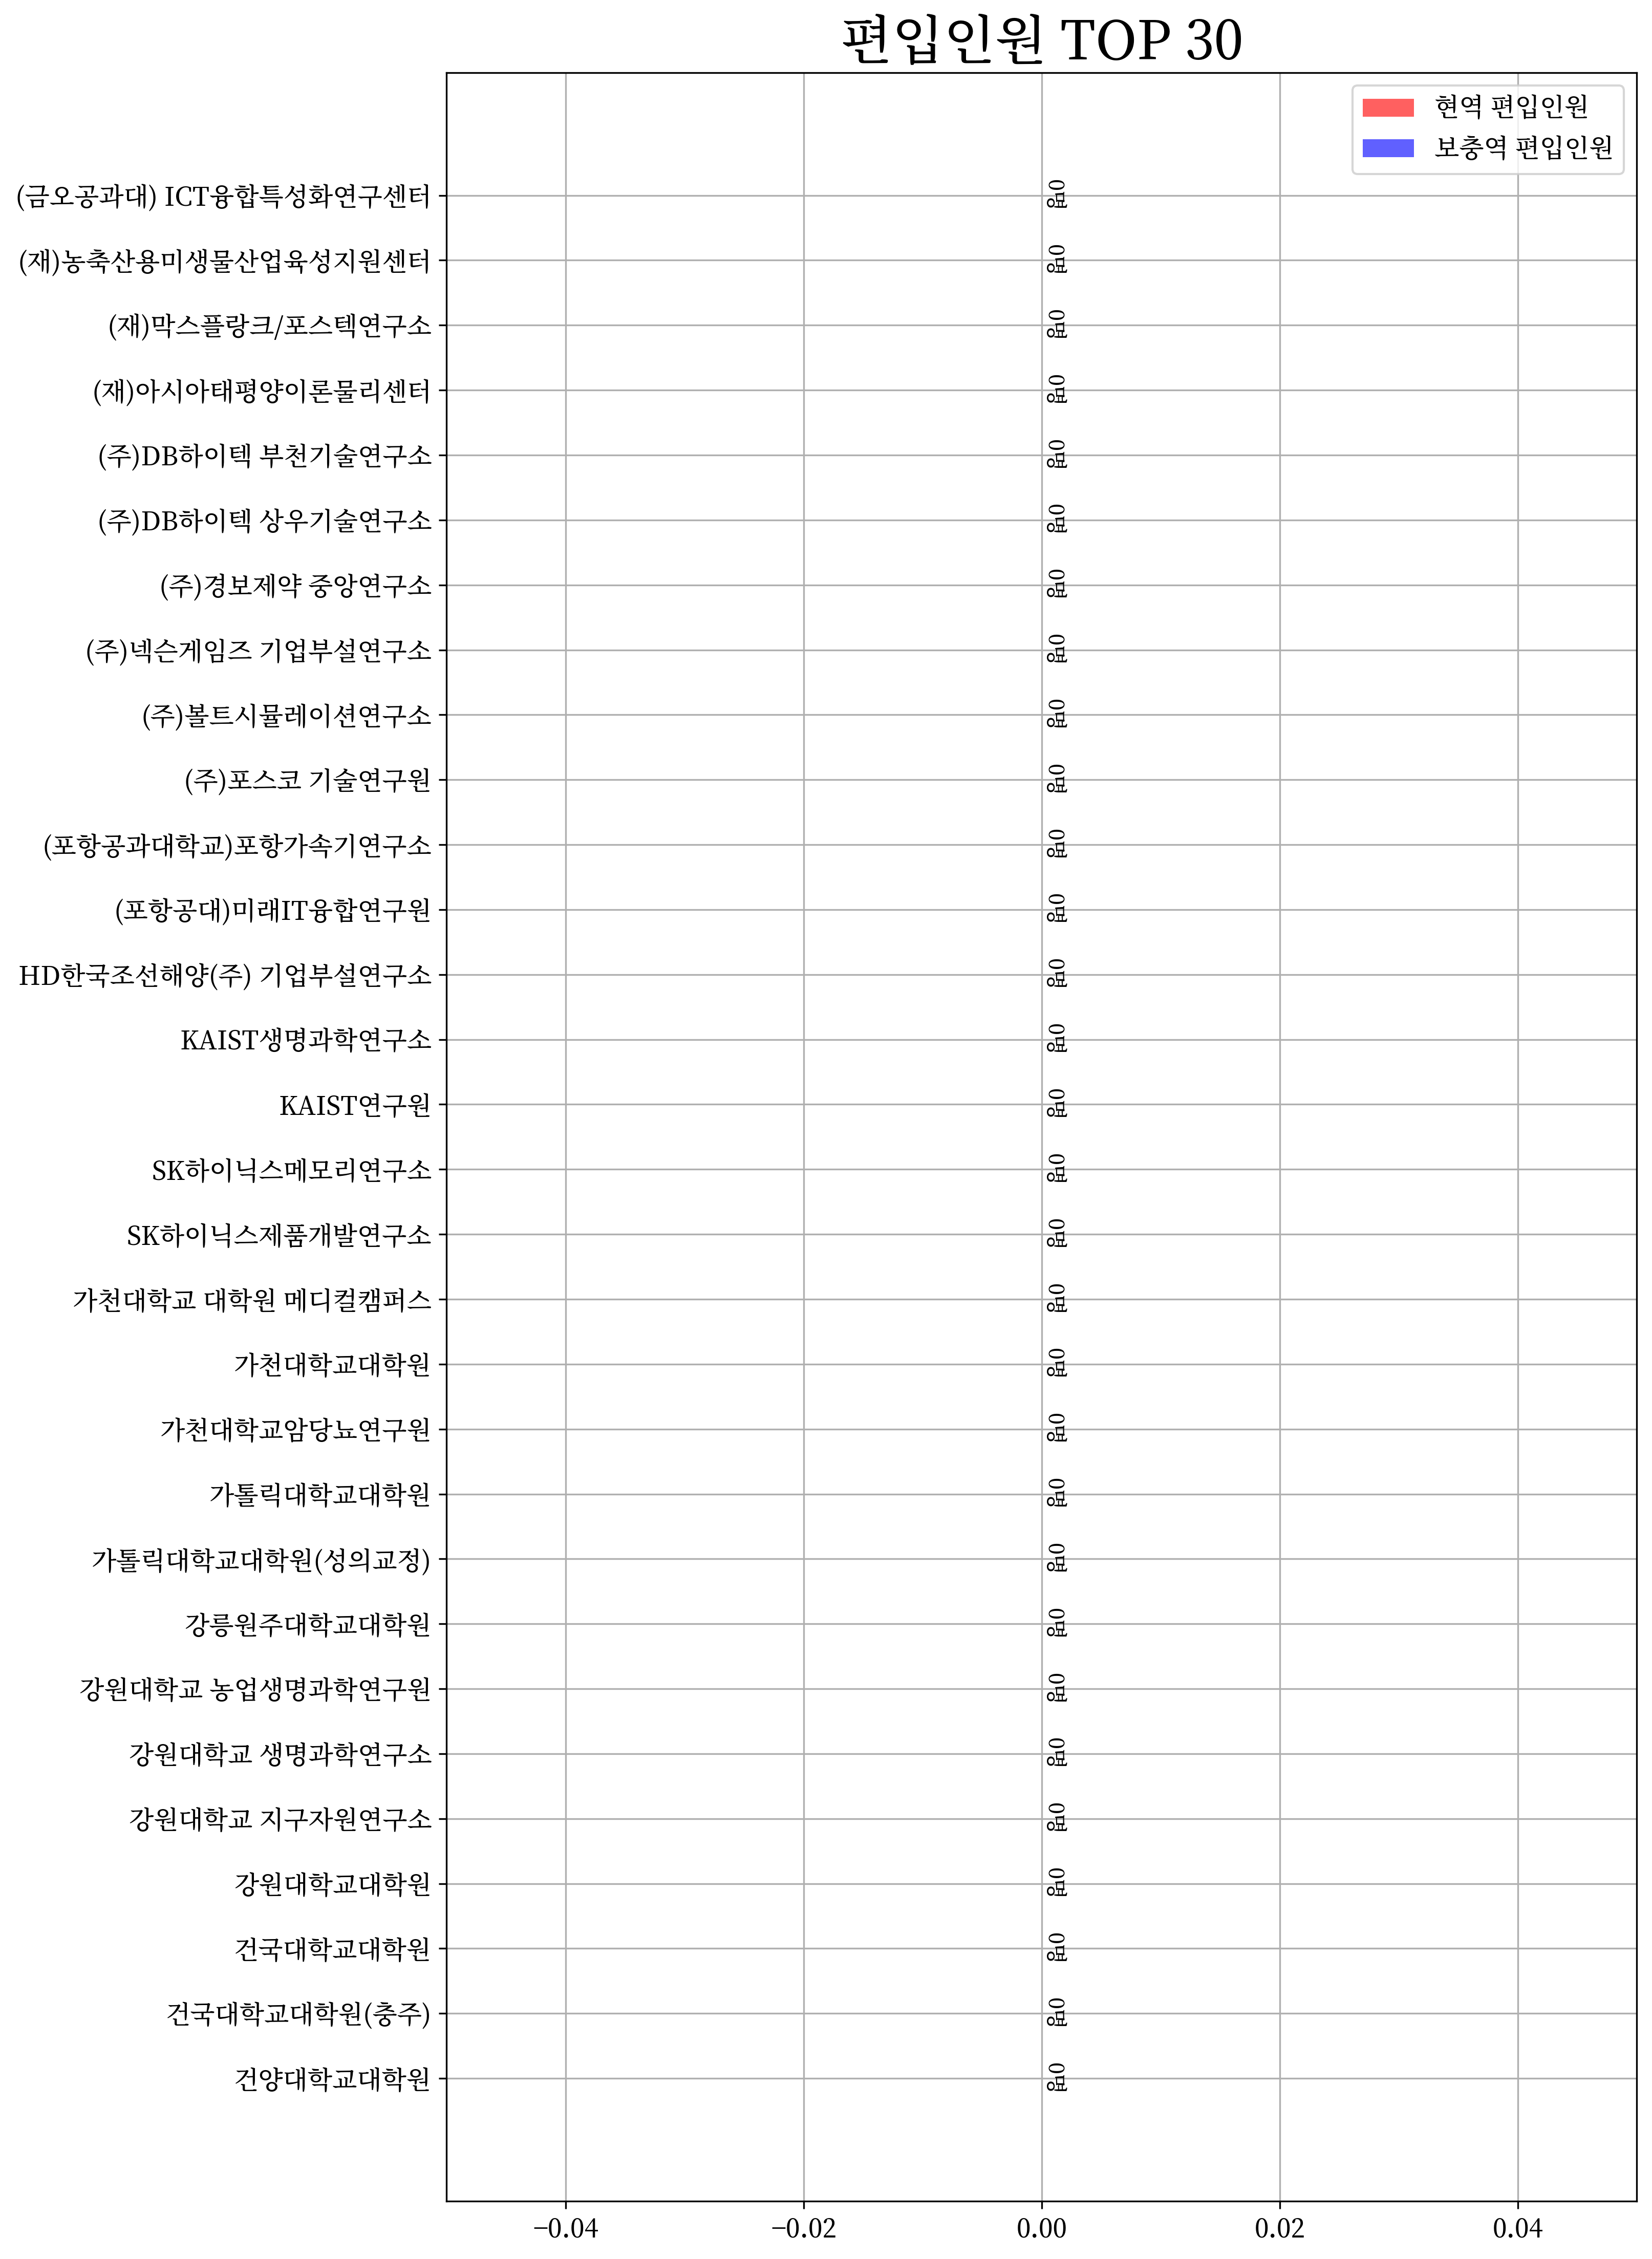 편입인원 TOP 30
현역 편입인원
보충역 편입인원
(금오공과대) ICT융합특성화연구센터
0명
(재)농축산용미생물산업육성지원센터
0명
(재)막스플랑크/포스텍연구소
0명
(재)아시아태평양이론물리센터
0명
(주)DB하이텍 부천기술연구소
0명
(주)DB하이텍 상우기술연구소
0명
(주)경보제약 중앙연구소
0명
(주)넥슨게임즈 기업부설연구소
0명
(주)볼트시뮬레이션연구소
0명
(주)포스코 기술연구원
0명
(포항공과대학교)포항가속기연구소
0명
(포항공대)미래IT융합연구원
0명
HD한국조선해양(주) 기업부설연구소
0명
KAIST생명과학연구소
0명
KAIST연구원
0명
SK하이닉스메모리연구소
0명
SK하이닉스제품개발연구소
0명
가천대학교 대학원 메디컬캠퍼스
0명
가천대학교대학원
0명
가천대학교암당뇨연구원
0명
가톨릭대학교대학원
0명
가톨릭대학교대학원(성의교정)
0명
강릉원주대학교대학원
0명
강원대학교 농업생명과학연구원
0명
강원대학교 생명과학연구소
0명
강원대학교 지구자원연구소
0명
강원대학교대학원
0명
건국대학교대학원
0명
건국대학교대학원(충주)
0명
건양대학교대학원
0명
−0.04 −0.02 0.00 0.02 0.04